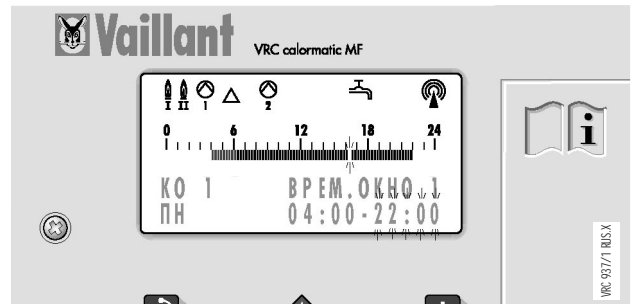 Vaillant
VRC calormatic MF
I II 1 2
0 6 12 18 24
КО 1 ВРЕМ.ОКНО 1
ПН 04:00-22:00
i
VRC 937/1 RUS.X